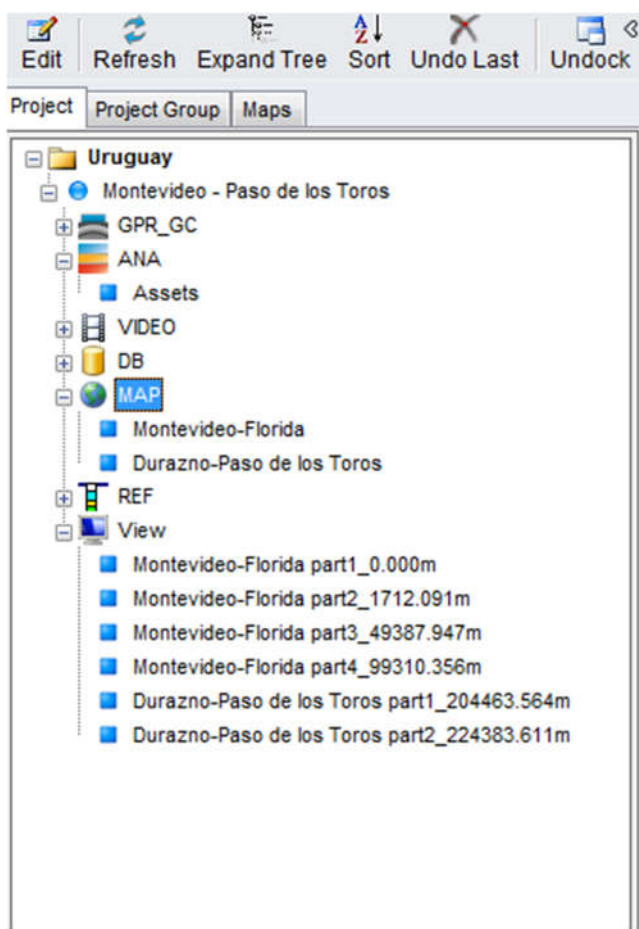 Edit Refresh Expand Tree Sort Undo Last Undock
Project Project Group Maps
Uruguay
Montevideo - Paso de los Toros
GPR_GC
ANA
Assets
VIDEO
DB
MAP
Montevideo-Florida
Durazno-Paso de los Toros
REF
View
Montevideo-Florida part1_0.000m
Montevideo-Florida part2_1712.091m
Montevideo-Florida part3_49387.947m
Montevideo-Florida part4_99310.356m
Durazno-Paso de los Toros part1_204463.564m
Durazno-Paso de los Toros part2_224383.611m